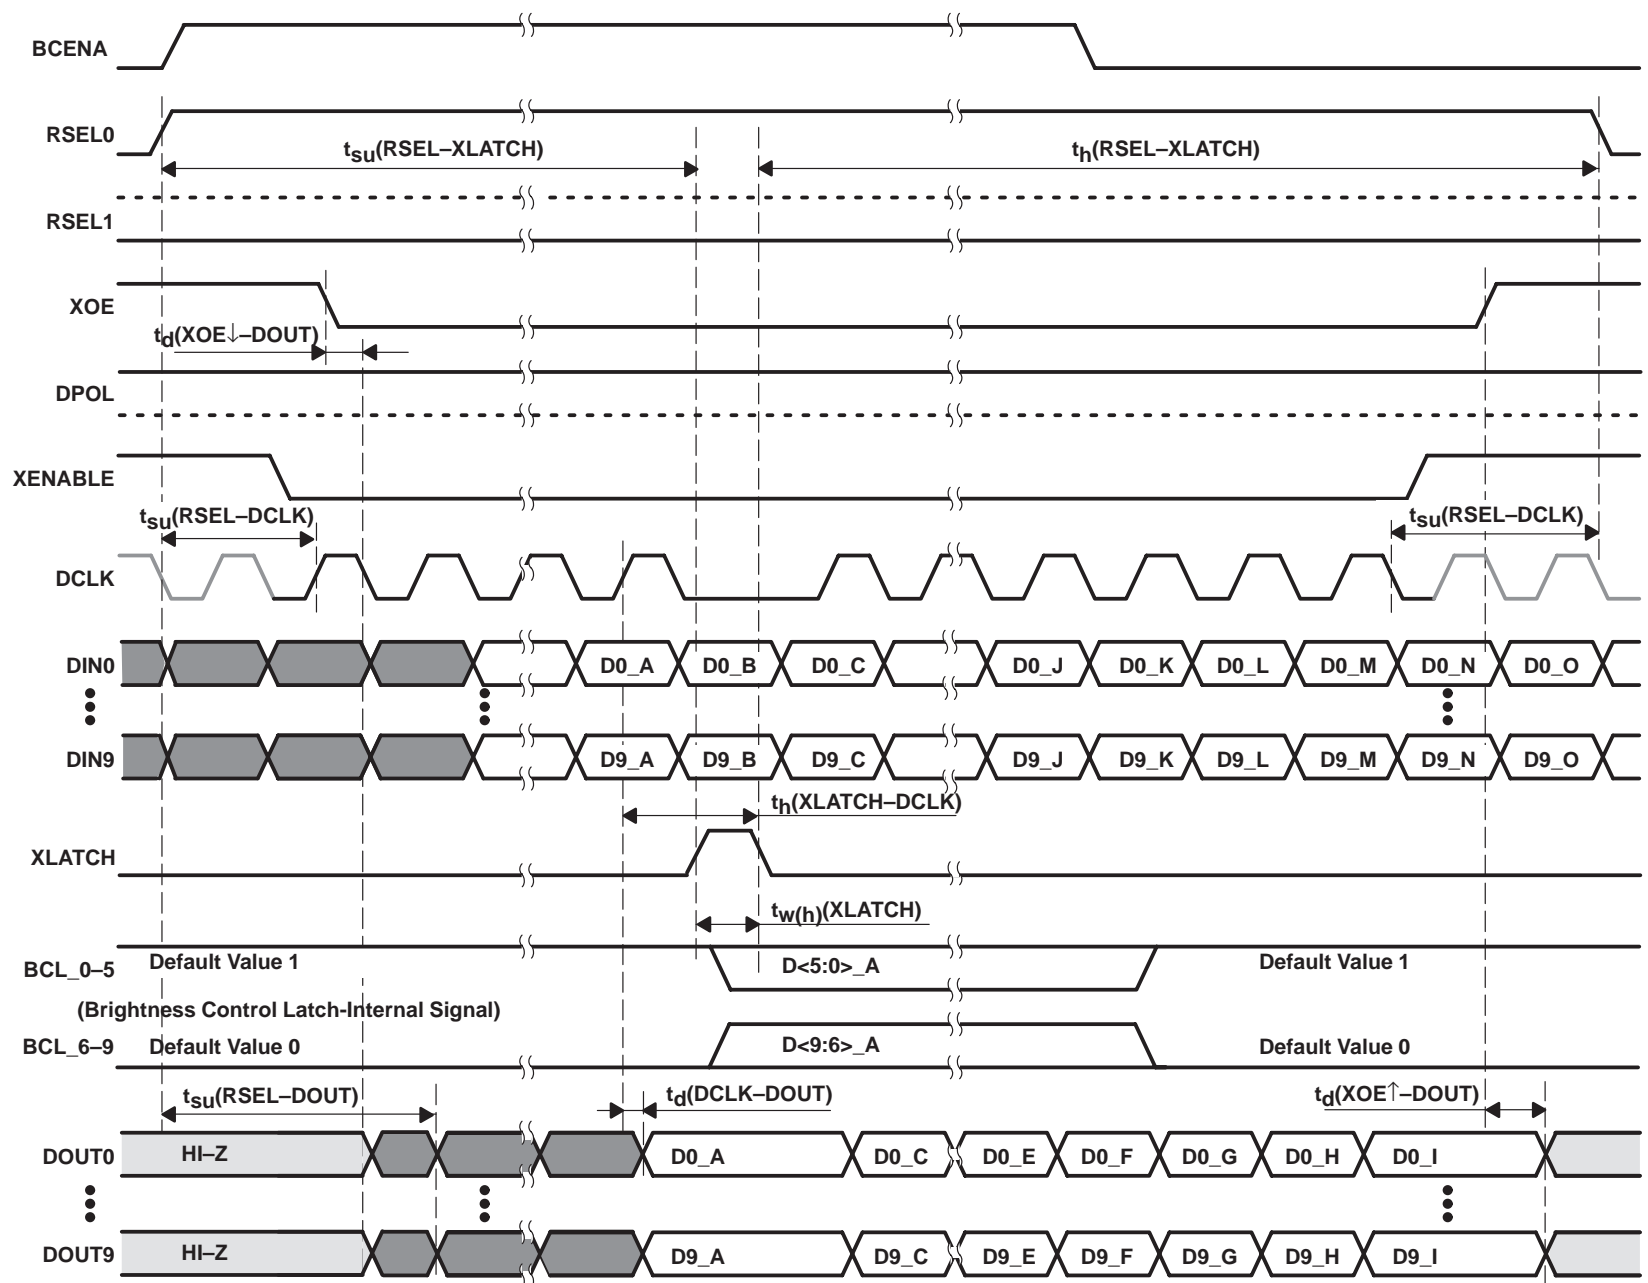 BCENA
RSEL0
tsu(RSEL–XLATCH)
th(RSEL–XLATCH)
RSEL1
XOE
td(XOE↓–DOUT)
DPOL
XENABLE
tsu(RSEL–DCLK)
tsu(RSEL–DCLK)
DCLK
DIN0 D0_A D0_B D0_C D0_J D0_K D0_L D0_M D0_N D0_O
DIN9 D9_A D9_B D9_C D9_J D9_K D9_L D9_M D9_N D9_O
th(XLATCH–DCLK)
XLATCH
tw(h)(XLATCH)
BCL_0–5 Default Value 1 D<5:0>_A Default Value 1
(Brightness Control Latch-Internal Signal)
BCL_6–9 Default Value 0 D<9:6>_A Default Value 0
tsu(RSEL–DOUT) td(DCLK–DOUT) td(XOE↑–DOUT)
DOUT0 HI–Z D0_A D0_C D0_E D0_F D0_G D0_H D0_I
DOUT9 HI–Z D9_A D9_C D9_E D9_F D9_G D9_H D9_I